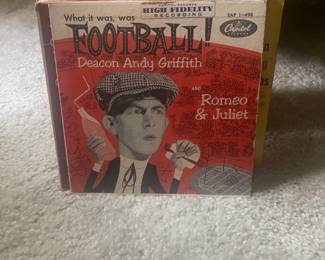 What it was, was
HIGH FIDELITY
RECORDING
EAP 1-498
Capitol
FOOTBALL!
Deacon Andy Griffith
AND
Romeo
& Juliet